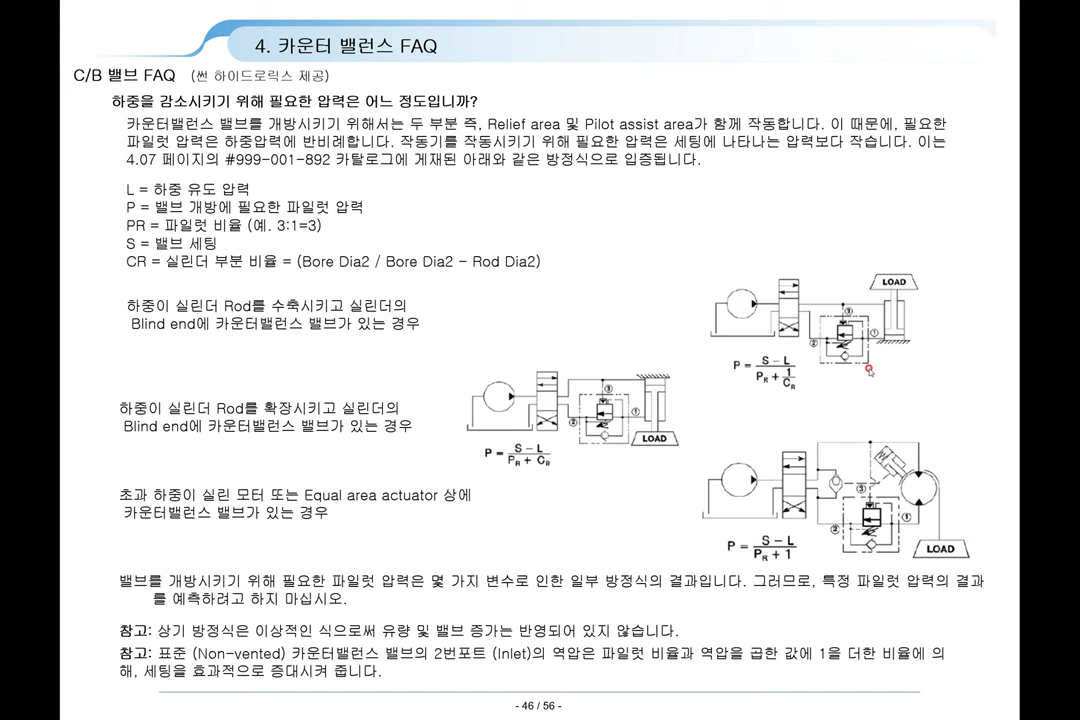 4. 카운터 밸런스 FAQ
C/B 밸브 FAQ (썬 하이드로릭스 제공)
하중을 감소시키기 위해 필요한 압력은 어느 정도입니까?
카운터밸런스 밸브를 개방시키기 위해서는 두 부분 즉, Relief area 및 Pilot assist area가 함께 작동합니다. 이 때문에, 필요한
파일럿 압력은 하중압력에 반비례합니다. 작동기를 작동시키기 위해 필요한 압력은 세팅에 나타나는 압력보다 작습니다. 이는
4.07 페이지의 #999-001-892 카탈로그에 게재된 아래와 같은 방정식으로 입증됩니다.
L = 하중 유도 압력
P = 밸브 개방에 필요한 파일럿 압력
PR = 파일럿 비율 (예. 3:1=3)
S = 밸브 세팅
CR = 실린더 부분 비율 = (Bore Dia2 / Bore Dia2 - Rod Dia2)
하중이 실린더 Rod를 수축시키고 실린더의
Blind end에 카운터밸런스 밸브가 있는 경우
LOAD
③
①
②
P = S - L / P_R + 1/C_R
하중이 실린더 Rod를 확장시키고 실린더의
Blind end에 카운터밸런스 밸브가 있는 경우
③
①
②
LOAD
P = S - L / P_R + C_R
초과 하중이 실린 모터 또는 Equal area actuator 상에
카운터밸런스 밸브가 있는 경우
③
①
②
LOAD
P = S - L / P_R + 1
밸브를 개방시키기 위해 필요한 파일럿 압력은 몇 가지 변수로 인한 일부 방정식의 결과입니다. 그러므로, 특정 파일럿 압력의 결과
를 예측하려고 하지 마십시오.
참고: 상기 방정식은 이상적인 식으로써 유량 및 밸브 증가는 반영되어 있지 않습니다.
참고: 표준 (Non-vented) 카운터밸런스 밸브의 2번포트 (Inlet)의 역압은 파일럿 비율과 역압을 곱한 값에 1을 더한 비율에 의
해, 세팅을 효과적으로 증대시켜 줍니다.
- 46 / 56 -